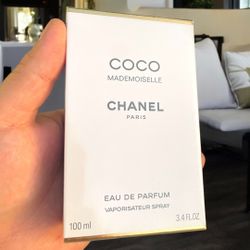 COCO
MADEMOISELLE
CHANEL
PARIS
EAU DE PARFUM
VAPORISATEUR SPRAY
100 ml 3.4 FL.OZ